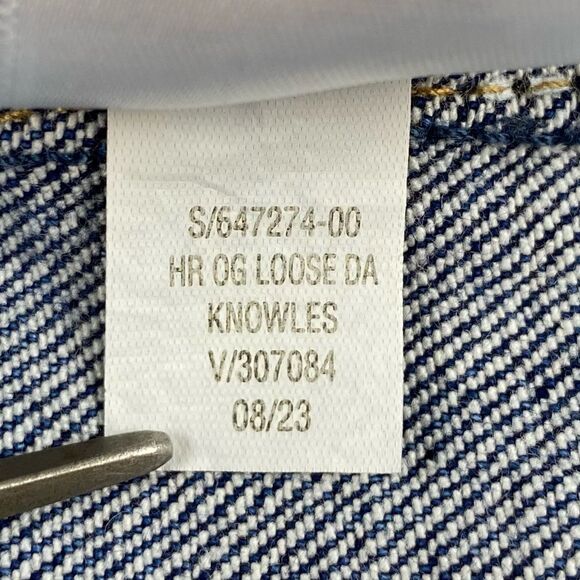 S/647274-00
HR OG LOOSE DA
KNOWLES
V/307084
08/23